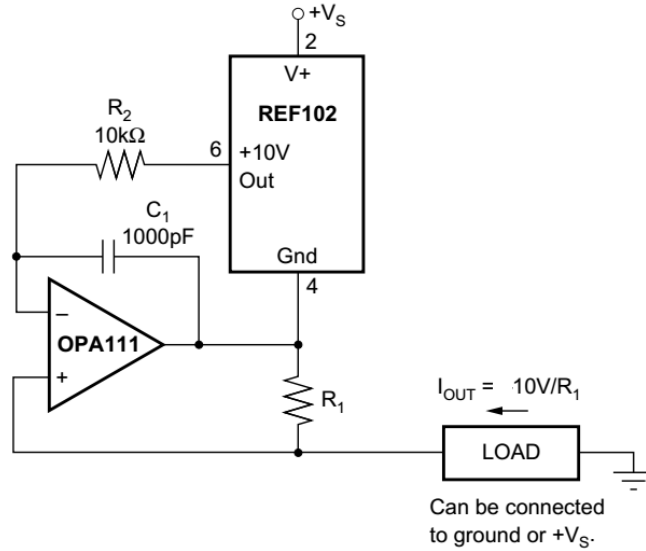 +V_S
2
V+
REF102
R_2
10kΩ
6
+10V
Out
C_1
1000pF
Gnd
4
–
OPA111
+
R_1
I_OUT = 10V/R_1
LOAD
Can be connected
to ground or +V_S.